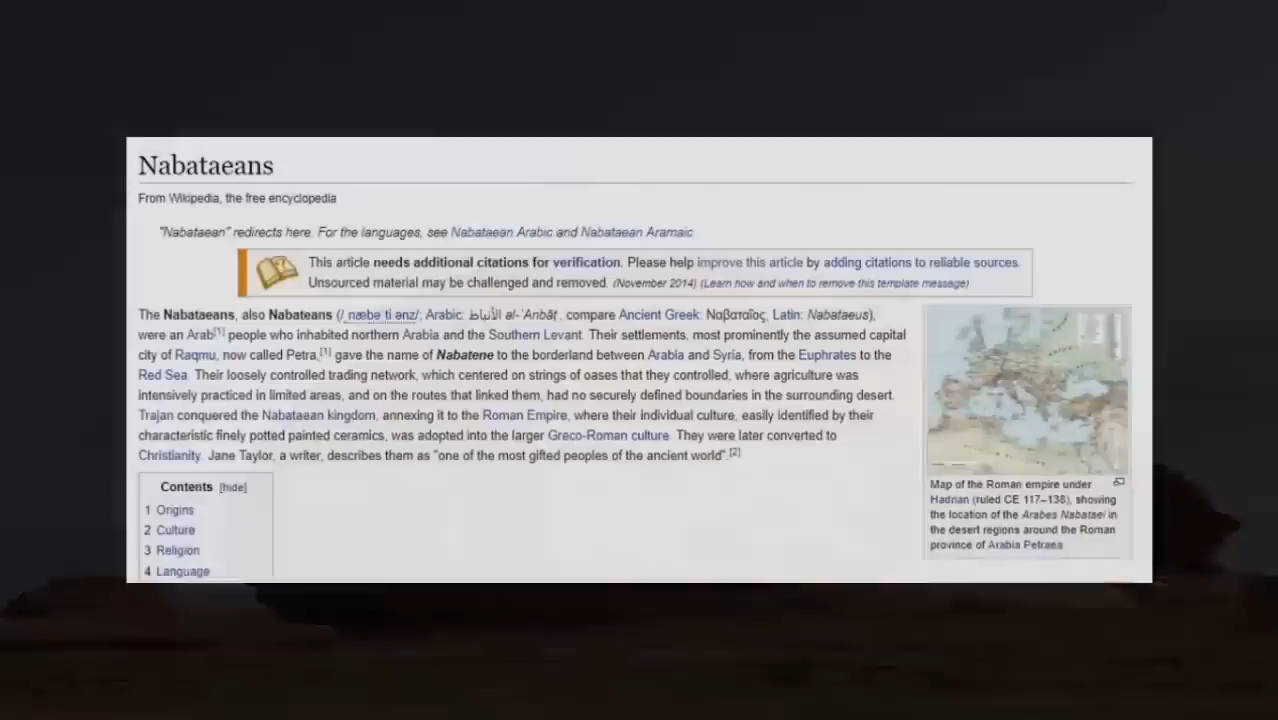 Nabataeans
From Wikipedia, the free encyclopedia
"Nabataean" redirects here. For the languages, see Nabataean Arabic and Nabataean Aramaic
This article needs additional citations for verification. Please help improve this article by adding citations to reliable sources.
Unsourced material may be challenged and removed. (November 2014) (Learn how and when to remove this template message)
The Nabataeans, also Nabateans (/ˌnæbəˈtiːənz/; Arabic: الأنباط al-ʾAnbāṭ , compare Ancient Greek: Ναβαταῖος, Latin: Nabataeus),
were an Arab[1] people who inhabited northern Arabia and the Southern Levant. Their settlements, most prominently the assumed capital
city of Raqmu, now called Petra,[1] gave the name of Nabatene to the borderland between Arabia and Syria, from the Euphrates to the
Red Sea. Their loosely controlled trading network, which centered on strings of oases that they controlled, where agriculture was
intensively practiced in limited areas, and on the routes that linked them, had no securely defined boundaries in the surrounding desert.
Trajan conquered the Nabataean kingdom, annexing it to the Roman Empire, where their individual culture, easily identified by their
characteristic finely potted painted ceramics, was adopted into the larger Greco-Roman culture. They were later converted to
Christianity. Jane Taylor, a writer, describes them as "one of the most gifted peoples of the ancient world".[2]
Map of the Roman empire under
Hadrian (ruled CE 117–138), showing
the location of the Arabes Nabataei in
the desert regions around the Roman
province of Arabia Petraea
Contents [hide]
1 Origins
2 Culture
3 Religion
4 Language